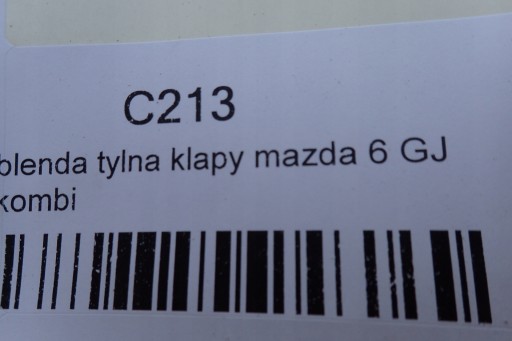 C213
blenda tylna klapy mazda 6 GJ
kombi